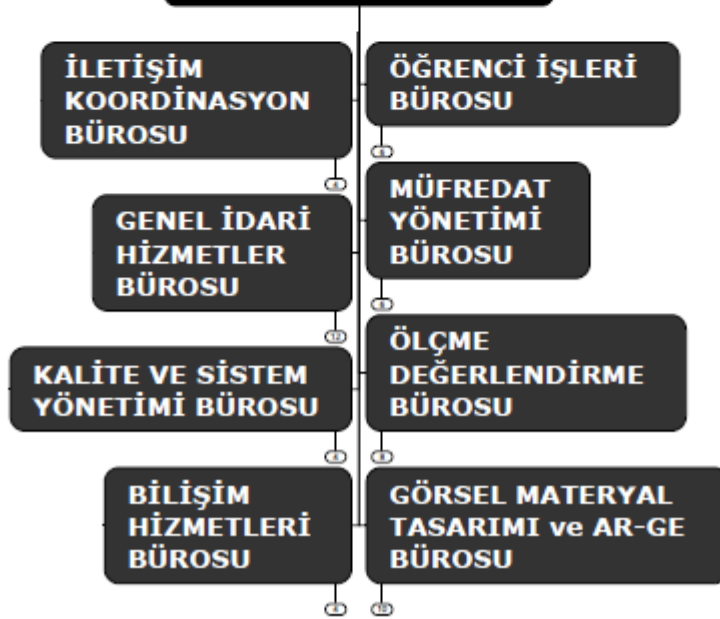 İLETİŞİM
KOORDİNASYON
BÜROSU
ÖĞRENCİ İŞLERİ
BÜROSU
GENEL İDARİ
HİZMETLER
BÜROSU
12
MÜFREDAT
YÖNETİMİ
BÜROSU
KALİTE VE SİSTEM
YÖNETİMİ BÜROSU
ÖLÇME
DEĞERLENDİRME
BÜROSU
BİLİŞİM
HİZMETLERİ
BÜROSU
GÖRSEL MATERYAL
TASARIMI ve AR-GE
BÜROSU
10